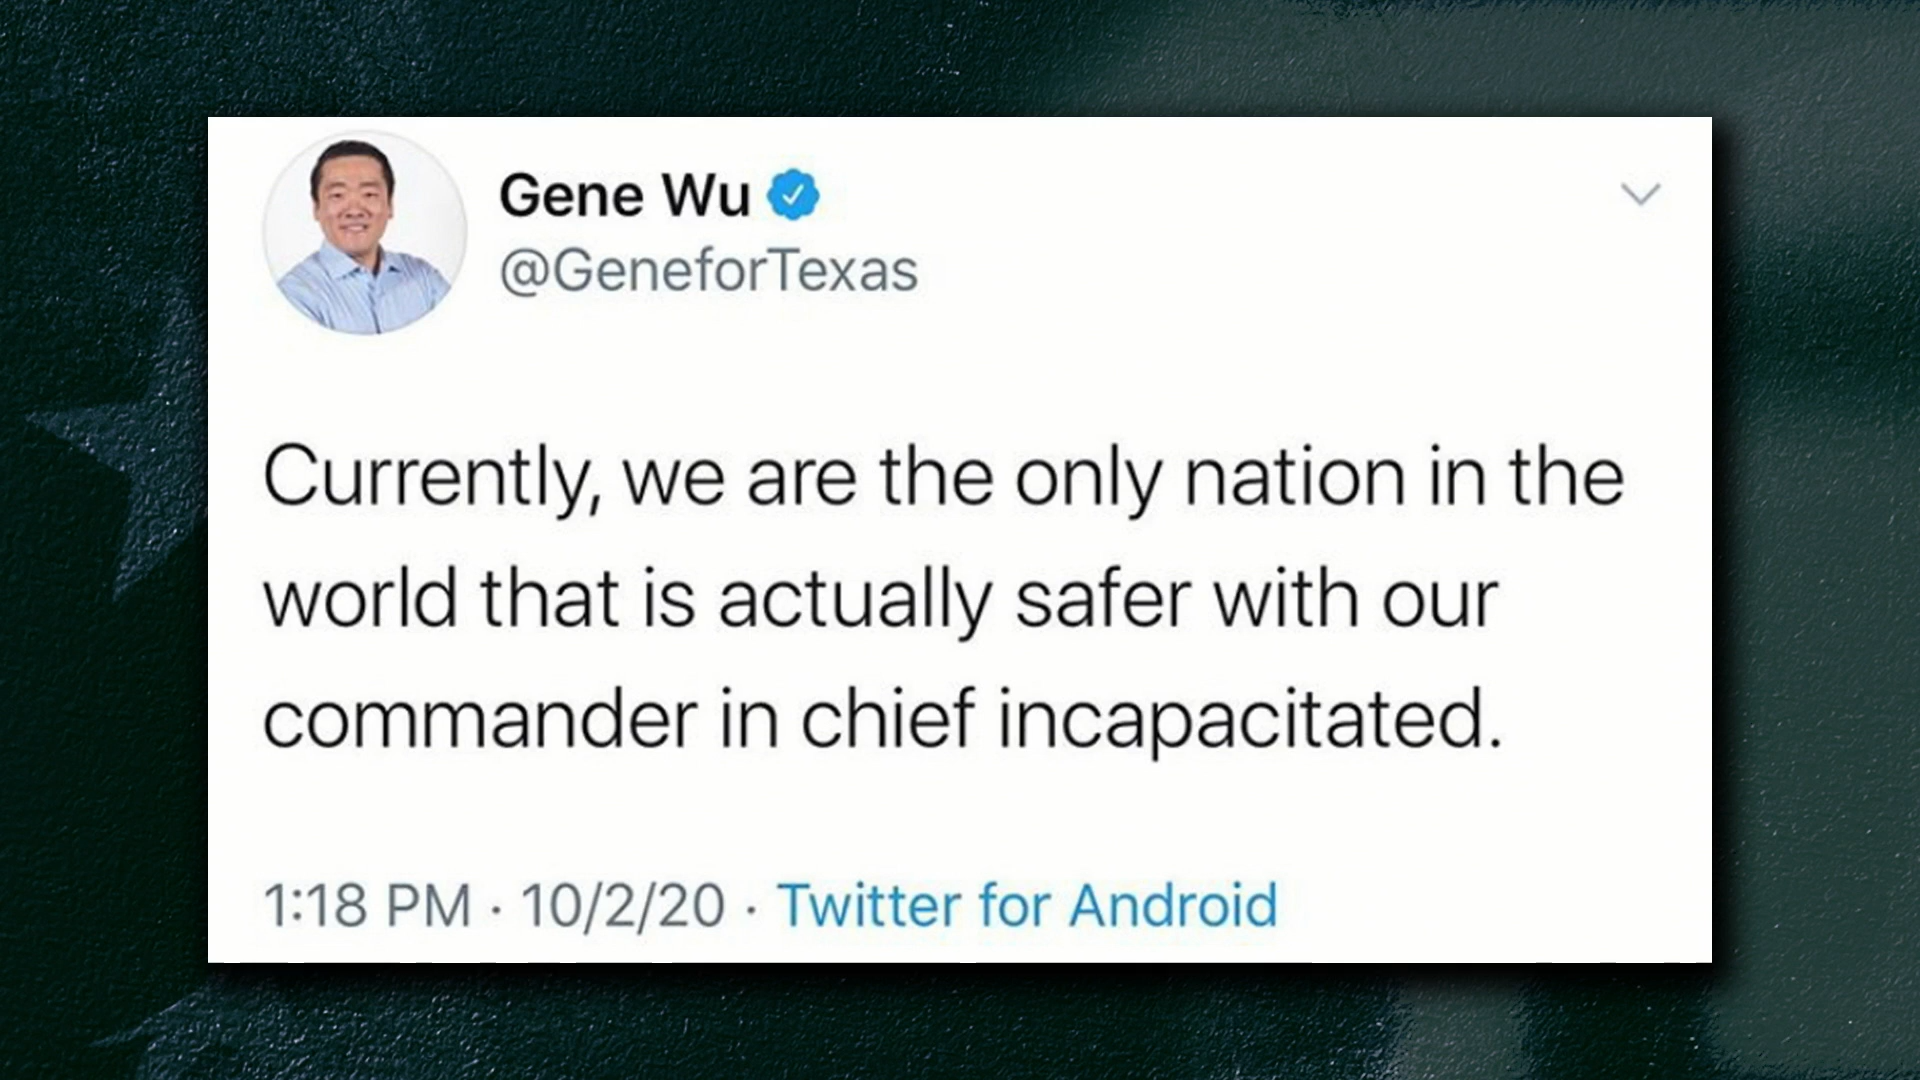 Gene Wu
@GeneforTexas
Currently, we are the only nation in the
world that is actually safer with our
commander in chief incapacitated.
1:18 PM · 10/2/20 · Twitter for Android